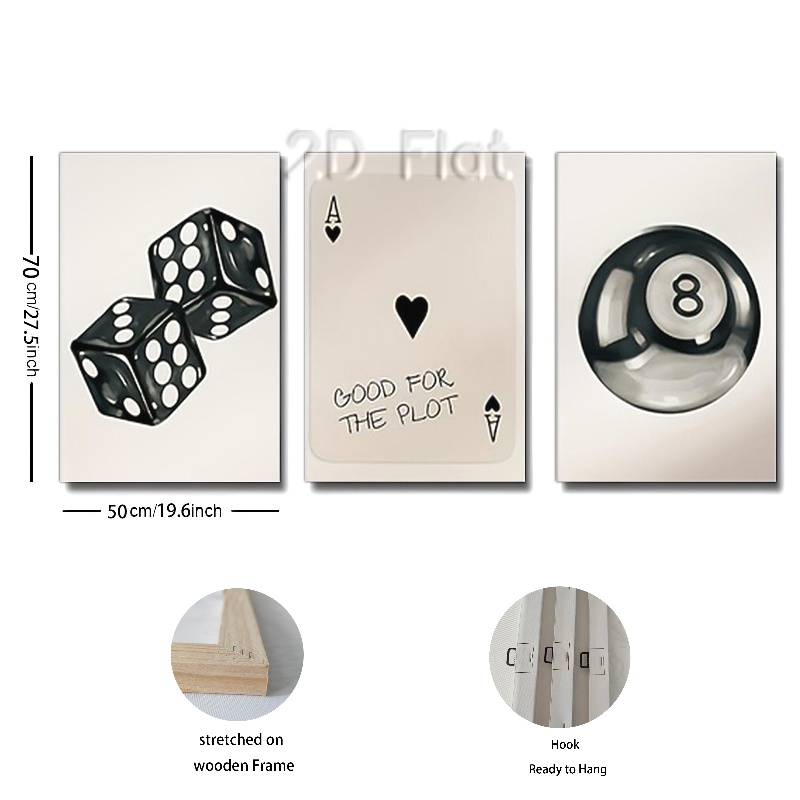 2D Flat
70 cm/27.5inch
A
GOOD FOR
THE PLOT
A
8
50cm/19.6inch
stretched on
wooden Frame
Hook
Ready to Hang